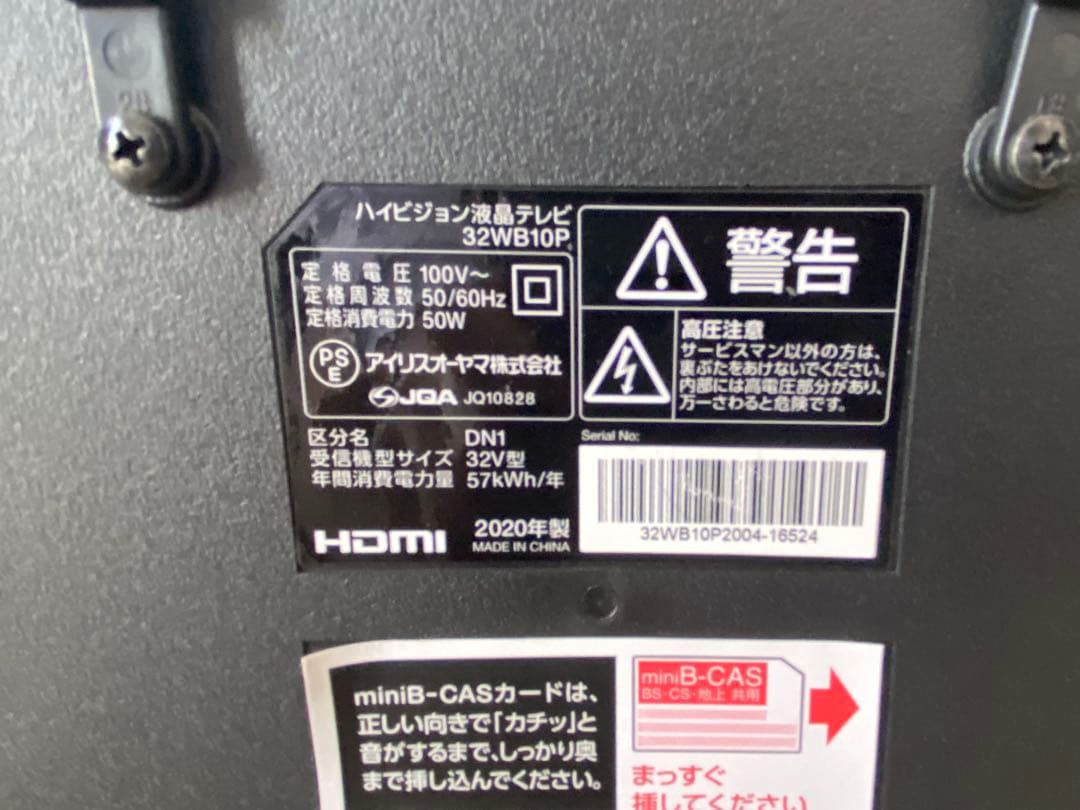 ハイビジョン液晶テレビ
32WB10P
定格電圧 100V～
定格周波数 50/60Hz
定格消費電力 50W
PS
E
アイリスオーヤマ株式会社
JQA JQ10828
区分名 DN1
受信機型サイズ 32V型
年間消費電力量 57kWh/年
HDMI
2020年製
MADE IN CHINA
警告
高圧注意
サービスマン以外の方は、
裏ぶたをあけないでください。
内部には高電圧部分があり、
万一さわると危険です。
Serial No:
32WB10P2004-16524
miniB-CASカードは、
正しい向きで「カチッ」と
音がするまで、しっかり奥
まで挿し込んでください。
miniB-CAS
BS・CS・地上 共用
まっすぐ
挿してください